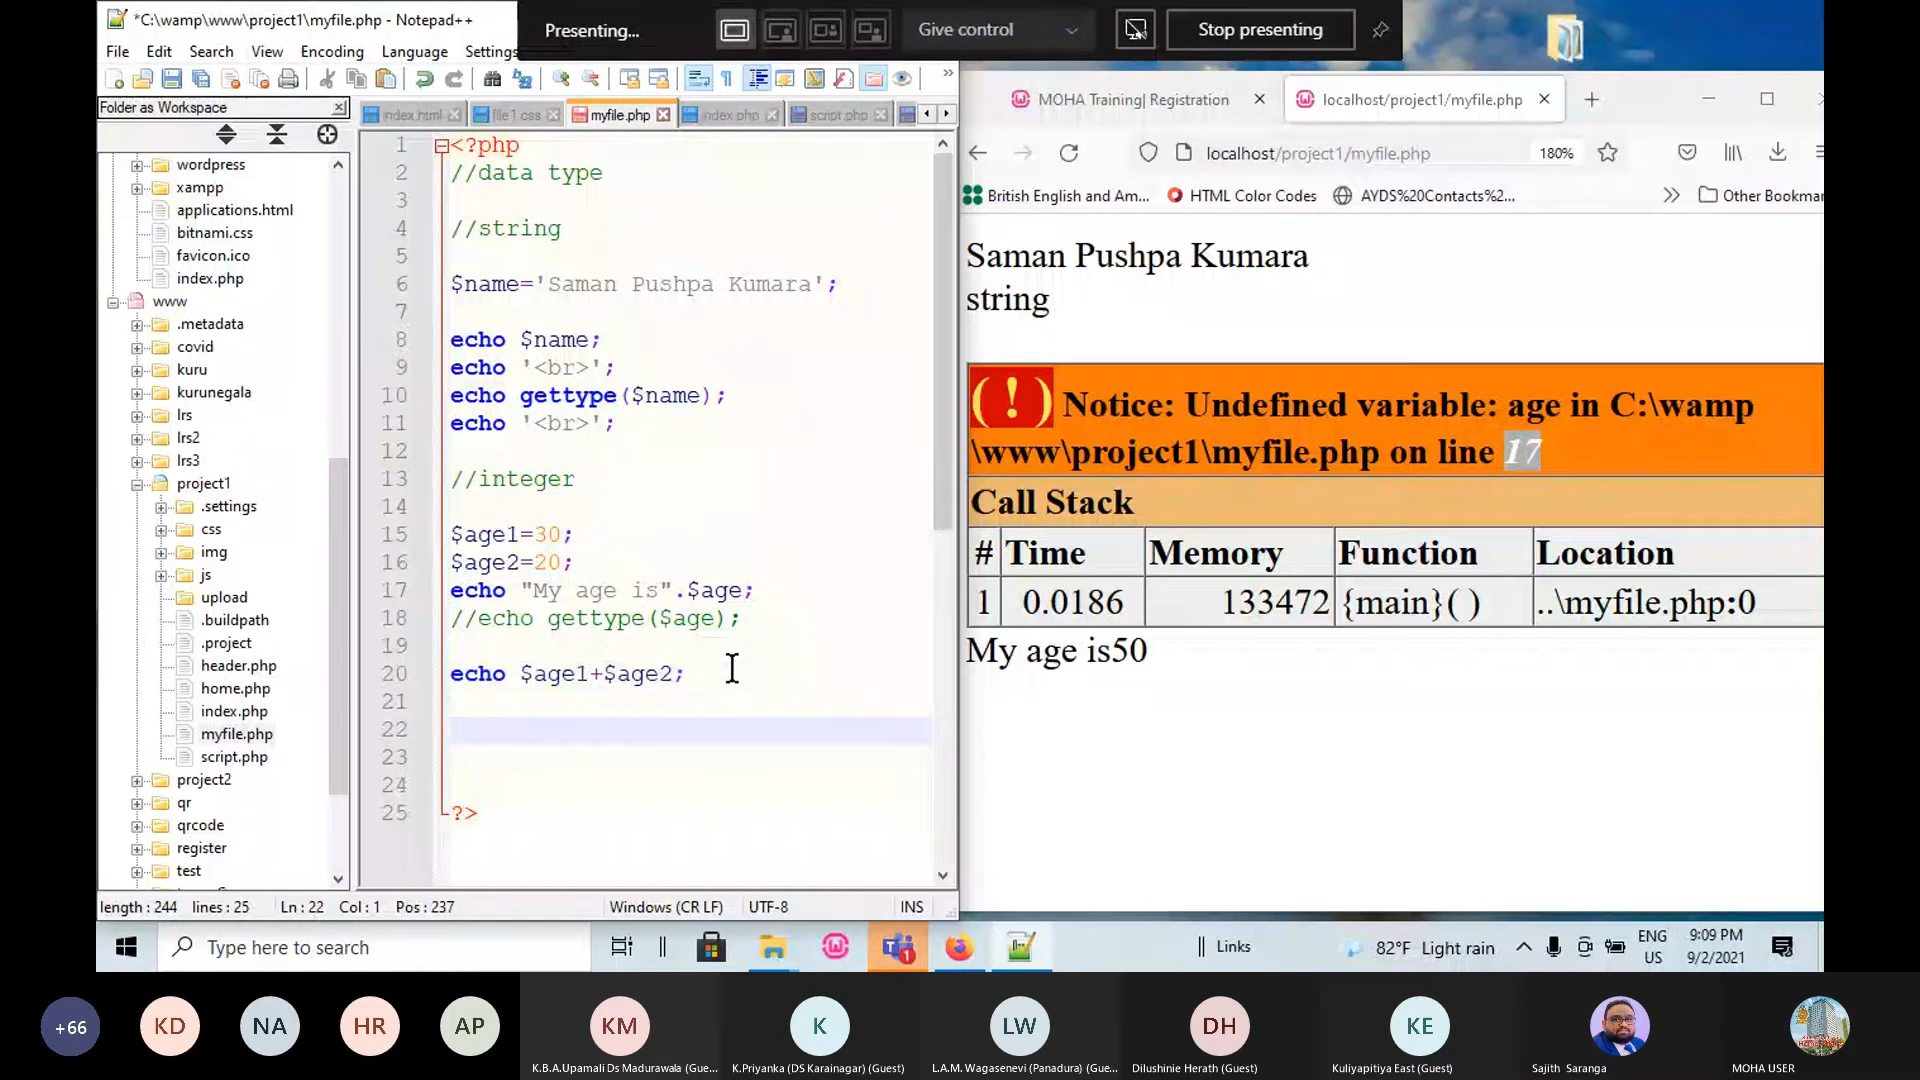 *C:\wamp\www\project1\myfile.php - Notepad++
Presenting...
Give control
Stop presenting
File Edit Search View Encoding Language Settings
Folder as Workspace
index.html
file1.css
myfile.php
index.php
script.php
wordpress
xampp
applications.html
bitnami.css
favicon.ico
index.php
www
.metadata
covid
kuru
kurunegala
lrs
lrs2
lrs3
project1
.settings
css
img
js
upload
.buildpath
.project
header.php
home.php
index.php
myfile.php
script.php
project2
qr
qrcode
register
test
1 <?php
2 //data type
3
4 //string
5
6 $name='Saman Pushpa Kumara';
7
8 echo $name;
9 echo '<br>';
10 echo gettype($name);
11 echo '<br>';
12
13 //integer
14
15 $age1=30;
16 $age2=20;
17 echo "My age is".$age;
18 //echo gettype($age);
19
20 echo $age1+$age2;
21
22
23
24
25 ?>
length : 244 lines : 25 Ln : 22 Col : 1 Pos : 237 Windows (CR LF) UTF-8 INS
MOHA Training| Registration
localhost/project1/myfile.php
localhost/project1/myfile.php 180%
British English and Am... HTML Color Codes AYDS%20Contacts%2... Other Bookmar
Saman Pushpa Kumara
string
( ! ) Notice: Undefined variable: age in C:\wamp
\www\project1\myfile.php on line 17
Call Stack
# Time Memory Function Location
1 0.0186 133472 {main}( ) ..\myfile.php:0
My age is50
Type here to search
1
Links
82°F Light rain
ENG
US
9:09 PM
9/2/2021
+66
KD
NA
HR
AP
KM
K
LW
DH
KE
K.B.A.Upamali Ds Madurawala (Gue...
K.Priyanka (DS Karainagar) (Guest)
L.A.M. Wagasenevi (Panadura) (Gue...
Dilushinie Herath (Guest)
Kuliyapitiya East (Guest)
Sajith Saranga
MOHA USER